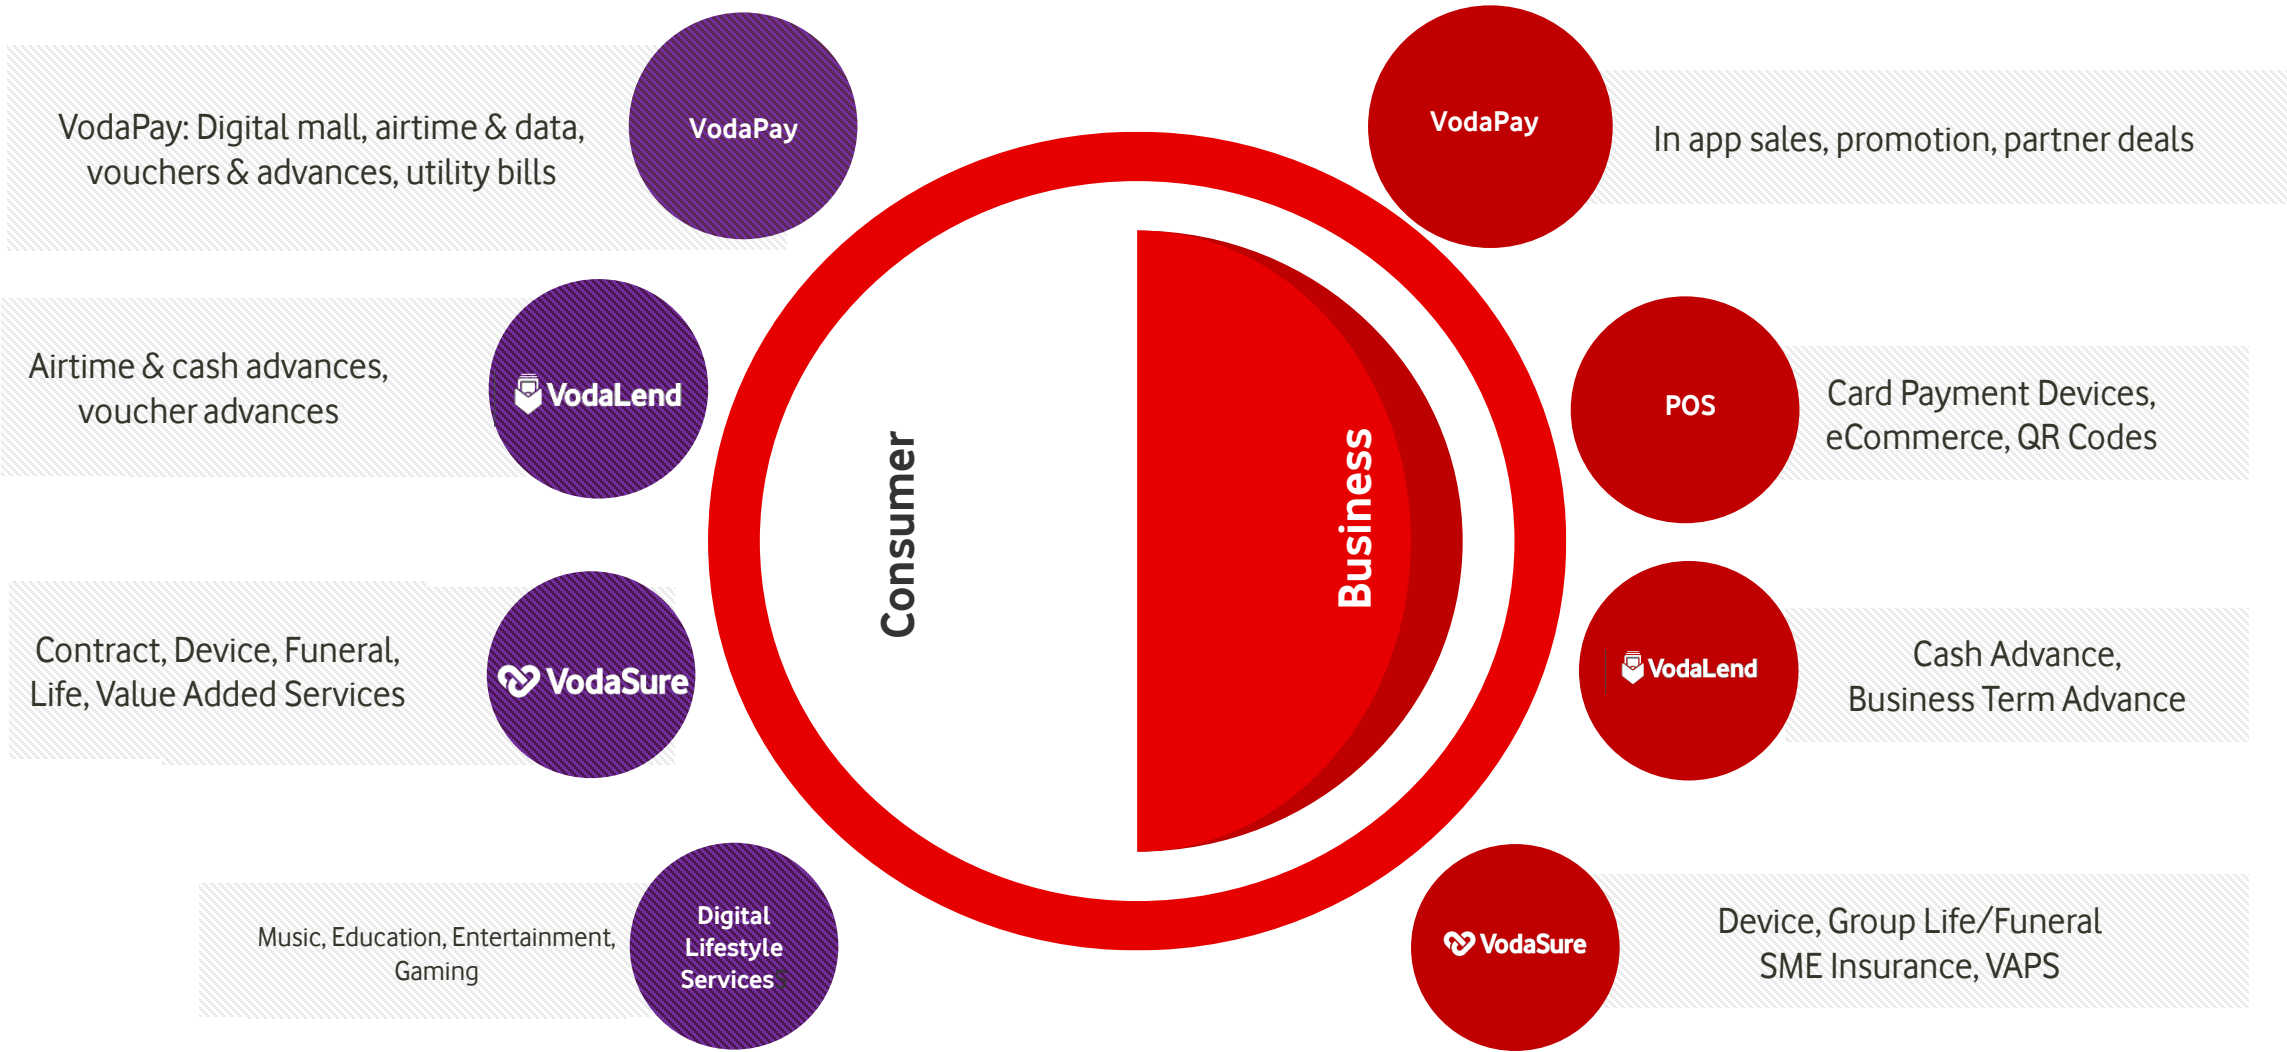 VodaPay: Digital mall, airtime & data,
vouchers & advances, utility bills
VodaPay
Airtime & cash advances,
voucher advances
VodaLend
Contract, Device, Funeral,
Life, Value Added Services
VodaSure
Music, Education, Entertainment,
Gaming
Digital
Lifestyle
Services
Consumer
Business
VodaPay
In app sales, promotion, partner deals
POS
Card Payment Devices,
eCommerce, QR Codes
VodaLend
Cash Advance,
Business Term Advance
VodaSure
Device, Group Life/Funeral
SME Insurance, VAPS